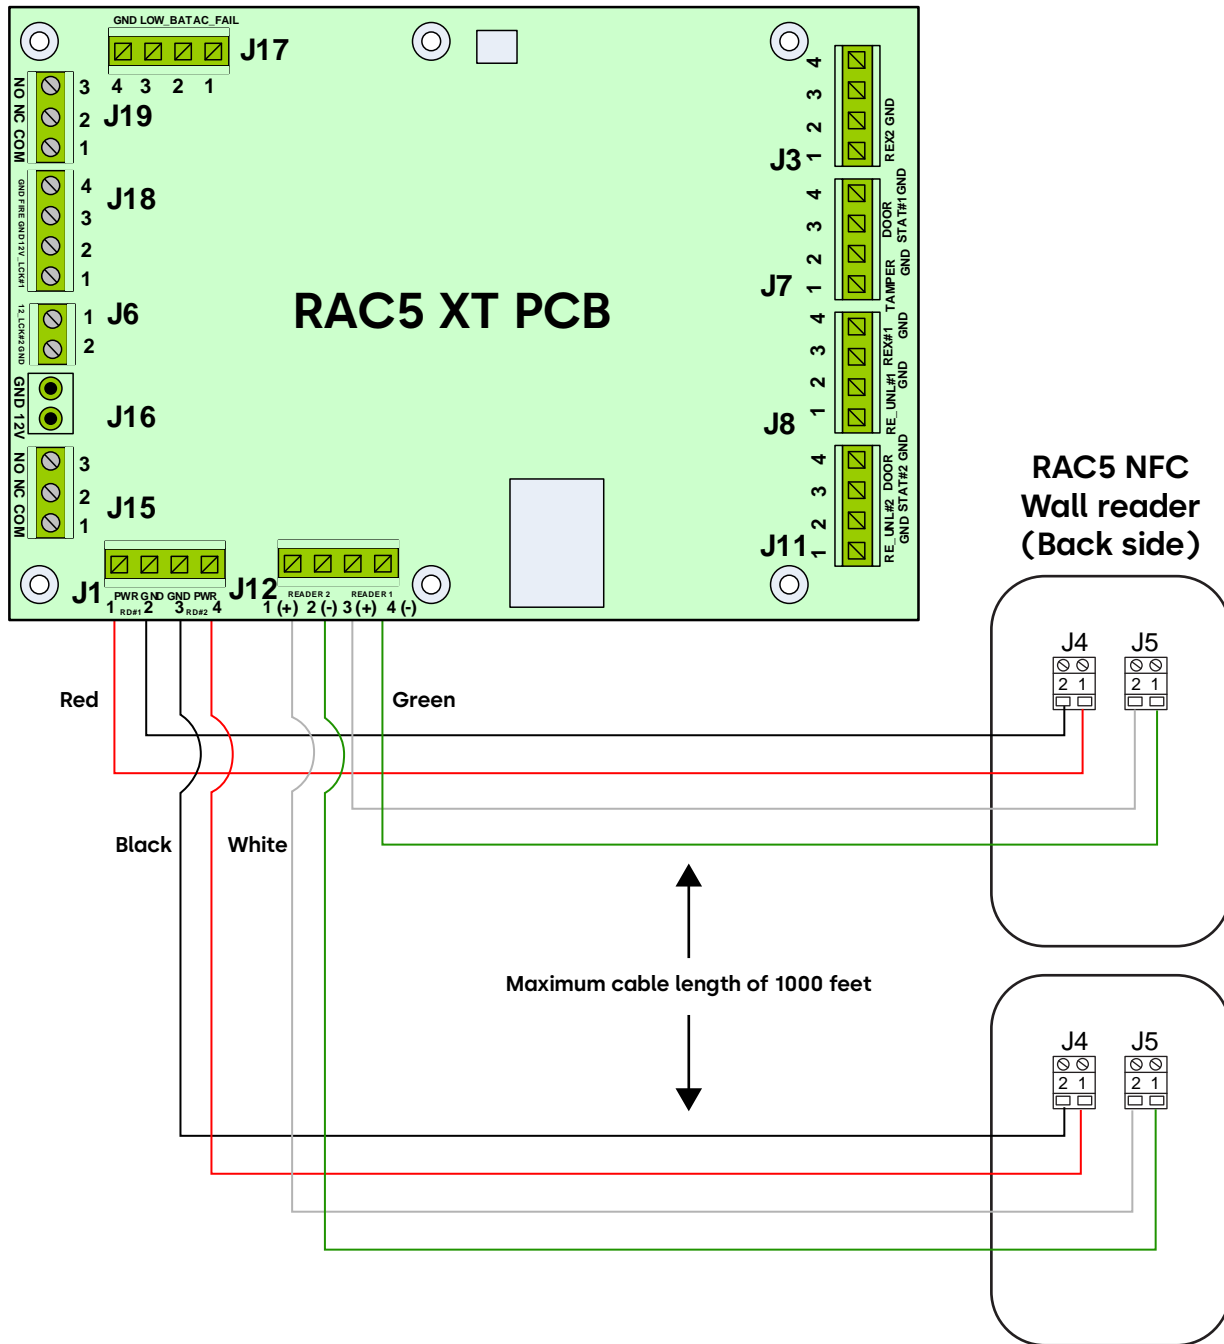 GND LOW_BAT AC_FAIL
J17
4 3 2 1
NO NC COM
3
2
1
J19
GND FIRE GND 12V_LCK#1
4
3
2
1
J18
12_LCK#2 GND
1
2
J6
GND 12V
J16
NO NC COM
3
2
1
J15
RAC5 XT PCB
4
3
2
1
J3
REX2 GND
4
3
2
1
J7
TAMPER GND
DOOR STAT#1 GND
4
3
2
1
J8
RE_UNL#1 GND
REX#1 GND
4
3
2
1
J11
RE_UNL#2 GND
DOOR STAT#2 GND
J1
PWR GND GND PWR
1 RD#1 2 3 RD#2 4
J12
READER 2 READER 1
1 (+) 2 (-) 3 (+) 4 (-)
RAC5 NFC
Wall reader
(Back side)
J4 J5
2 1 2 1
Red
Green
Black
White
Maximum cable length of 1000 feet
J4 J5
2 1 2 1